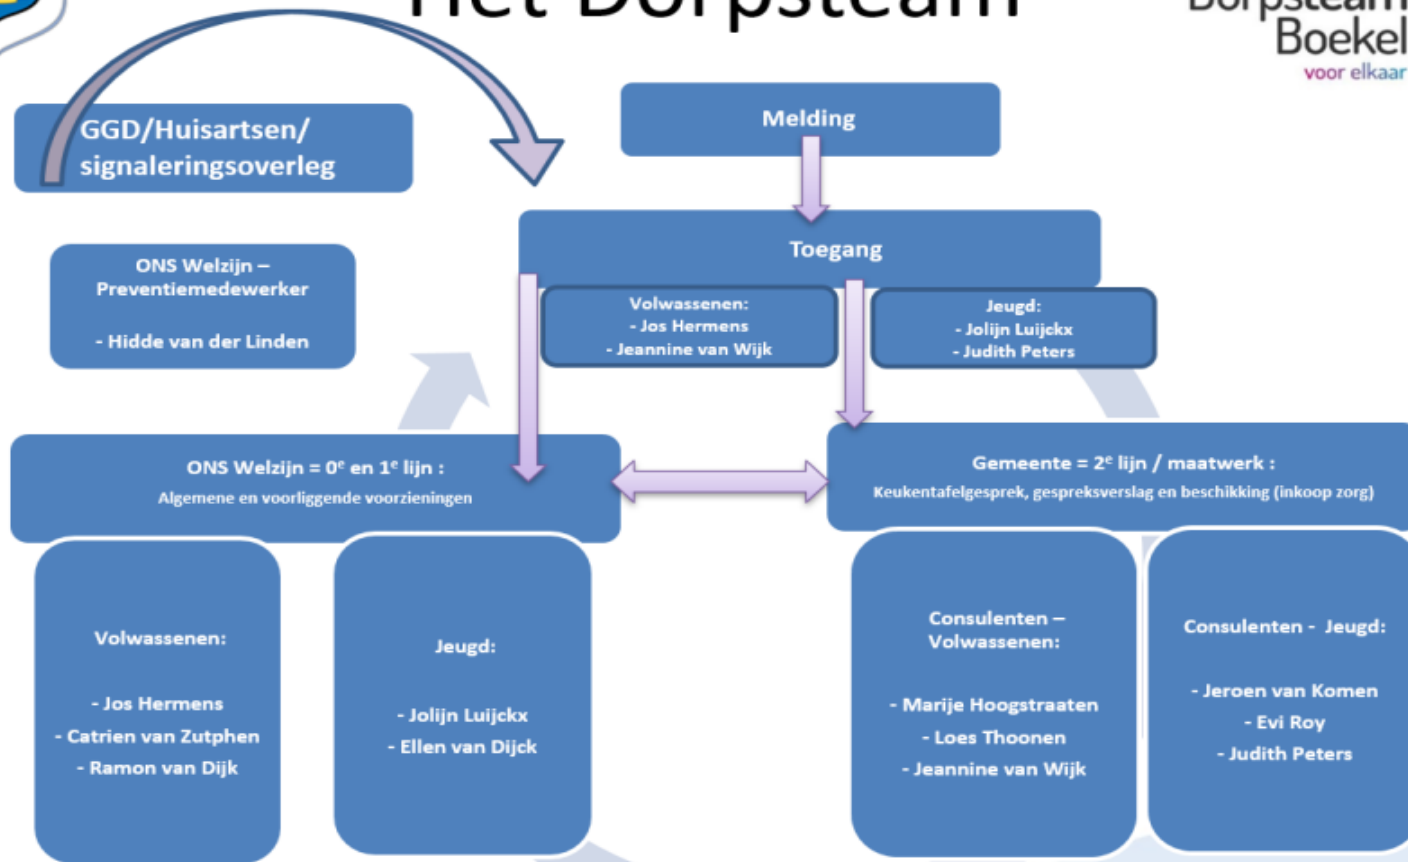 Het Dorpsteam
Dorpsteam
Boekel
voor elkaar
GGD/Huisartsen/
signaleringsoverleg
Melding
Toegang
ONS Welzijn –
Preventiemedewerker
- Hidde van der Linden
Volwassenen:
- Jos Hermens
- Jeannine van Wijk
Jeugd:
- Jolijn Luijckx
- Judith Peters
ONS Welzijn = 0ᵉ en 1ᵉ lijn :
Algemene en voorliggende voorzieningen
Gemeente = 2ᵉ lijn / maatwerk :
Keukentafelgesprek, gespreksverslag en beschikking (inkoop zorg)
Volwassenen:
- Jos Hermens
- Catrien van Zutphen
- Ramon van Dijk
Jeugd:
- Jolijn Luijckx
- Ellen van Dijck
Consulenten –
Volwassenen:
- Marije Hoogstraaten
- Loes Thoonen
- Jeannine van Wijk
Consulenten - Jeugd:
- Jeroen van Komen
- Evi Roy
- Judith Peters